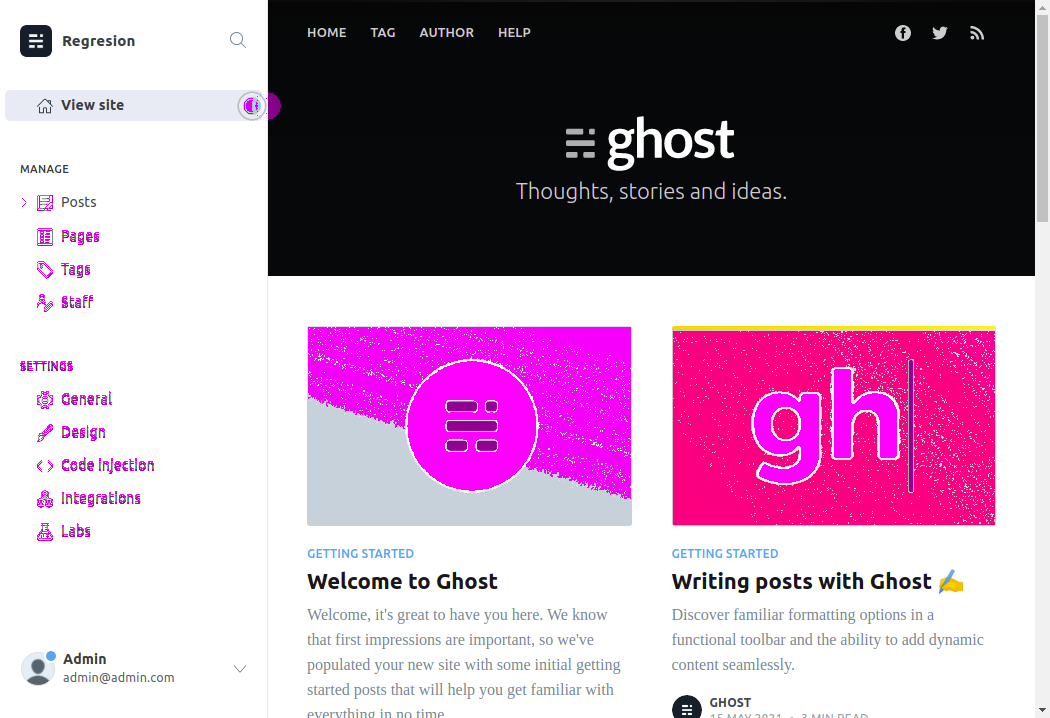 Regresion
View site
MANAGE
Posts
Pages
Tags
Staff
SETTINGS
General
Design
Code injection
Integrations
Labs
Admin
admin@admin.com
HOME TAG AUTHOR HELP
ghost
Thoughts, stories and ideas.
GETTING STARTED
Welcome to Ghost
Welcome, it's great to have you here. We know
that first impressions are important, so we've
populated your new site with some initial getting
started posts that will help you get familiar with
everything in no time.
gh
GETTING STARTED
Writing posts with Ghost ✍️
Discover familiar formatting options in a
functional toolbar and the ability to add dynamic
content seamlessly.
GHOST
15 MAY 2021 • 3 MIN READ